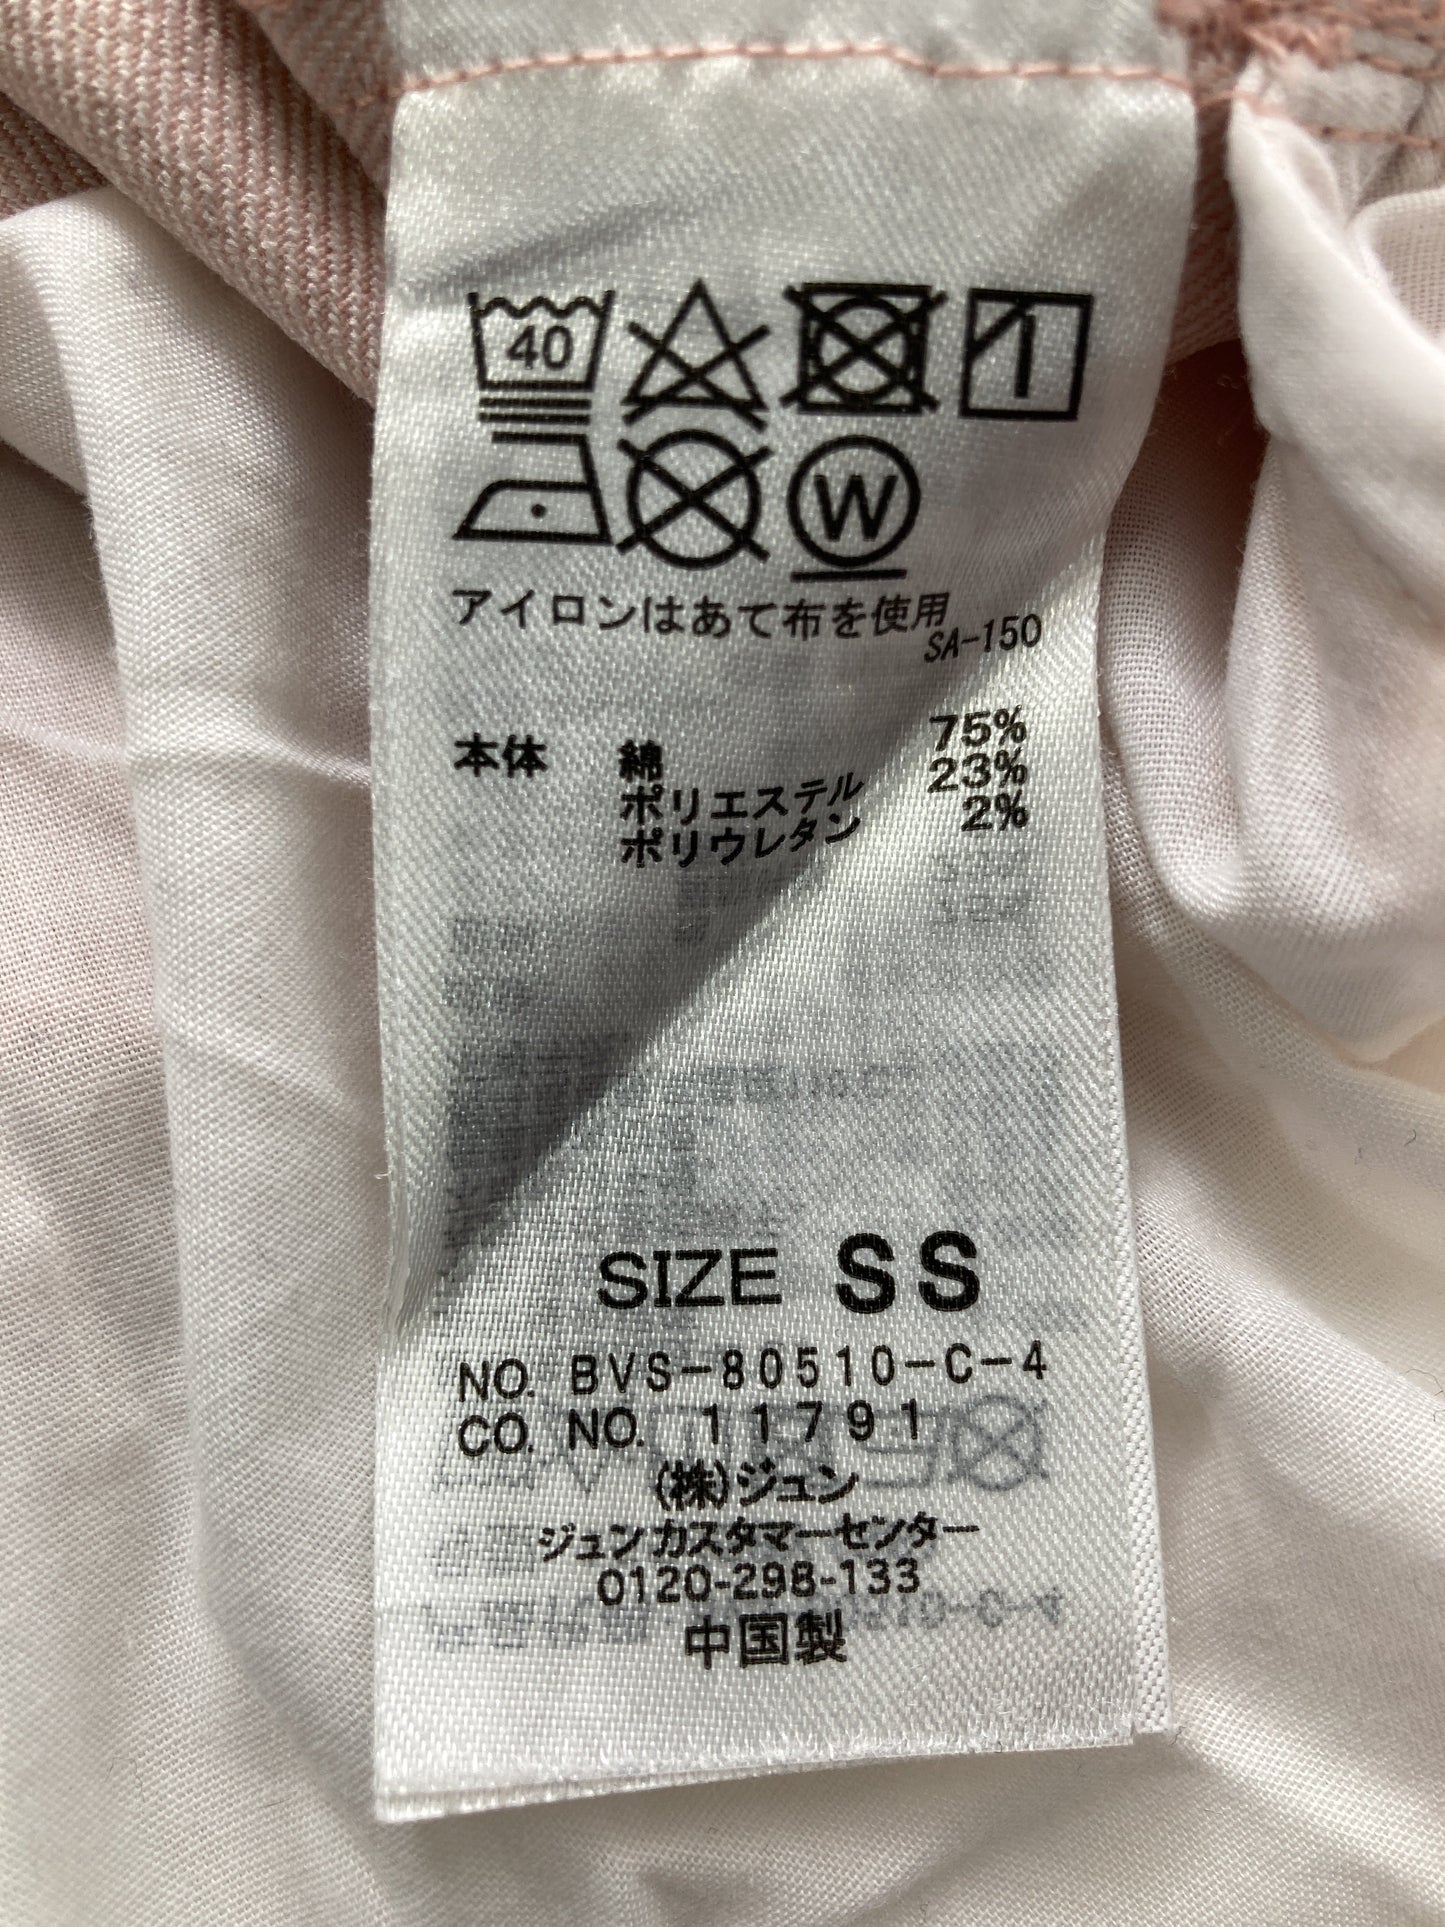 40
W
アイロンはあて布を使用
SA-150
本体 綿 75%
ポリエステル 23%
ポリウレタン 2%
SIZE SS
NO. BVS-80510-C-4
CO. NO. 11791
(株)ジュン
ジュンカスタマーセンター
0120-298-133
中国製